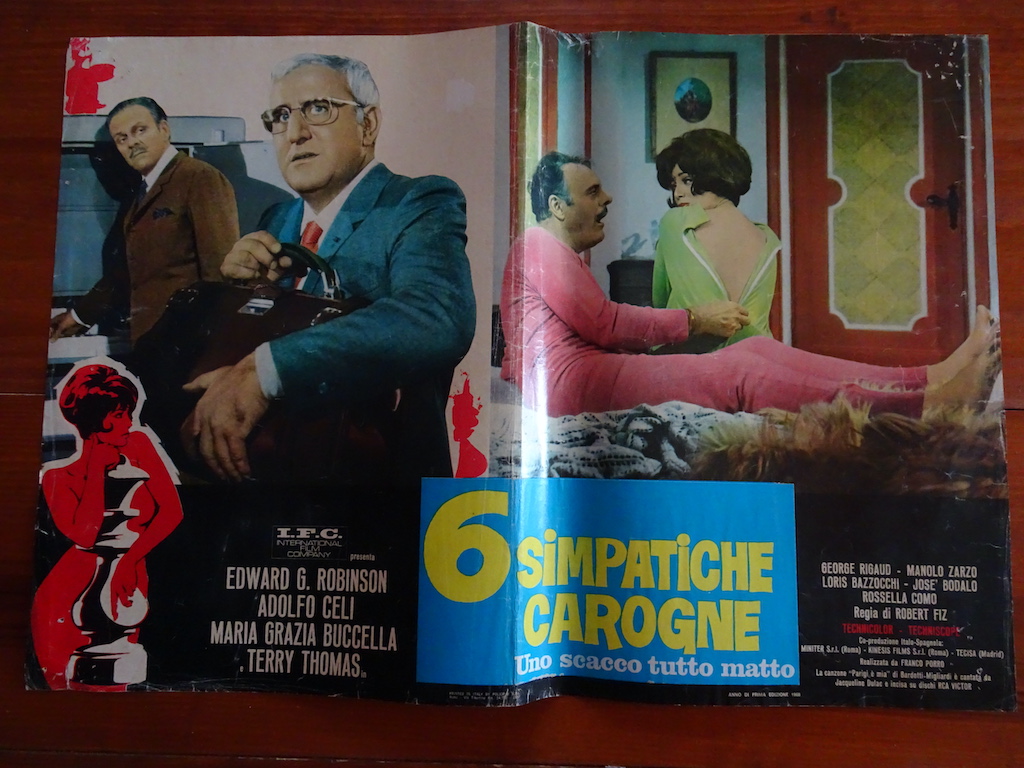 I.F.C.
INTERNATIONAL
FILM
COMPANY
presenta
EDWARD G. ROBINSON
ADOLFO CELI
MARIA GRAZIA BUCCELLA
TERRY THOMAS in
6
SiMPATiCHE
CAROGNE
Uno scacco tutto matto
GEORGE RIGAUD - MANOLO ZARZO
LORIS BAZZOCCHI - JOSE' BODALO
ROSSELLA COMO
Regia di ROBERT FIZ
TECHNICOLOR - TECHNISCOPE
Co-produzione Italo-Spagnola:
MINITER S.r.l. (Roma) - KINESIS FILMS S.r.l. (Roma) - TECISA (Madrid)
Realizzata da FRANCO PORRO
La canzone "Parigi, è mia" di Bardotti-Migliardi è cantata da
Jacqueline Dulac e incisa su dischi RCA VICTOR
ANNO DI PRIMA EDIZIONE 1968